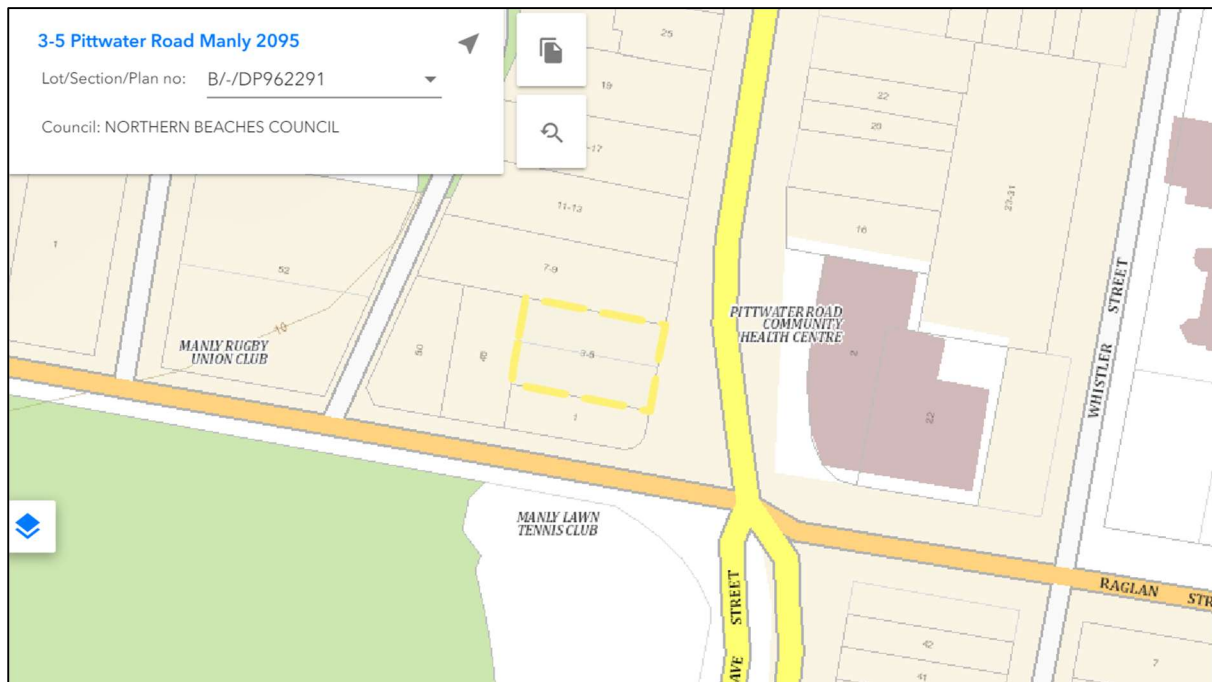 3-5 Pittwater Road Manly 2095
Lot/Section/Plan no: B/-/DP962291
Council: NORTHERN BEACHES COUNCIL
25
19
-17
11-13
7-9
3-5
1
50
48
52
10
1
MANLY RUGBY
UNION CLUB
22
20
16
23-31
PITTWATER ROAD
COMMUNITY
HEALTH CENTRE
2
22
WHISTLER STREET
MANLY LAWN
TENNIS CLUB
AVE STREET
RAGLAN STR
42
41
7